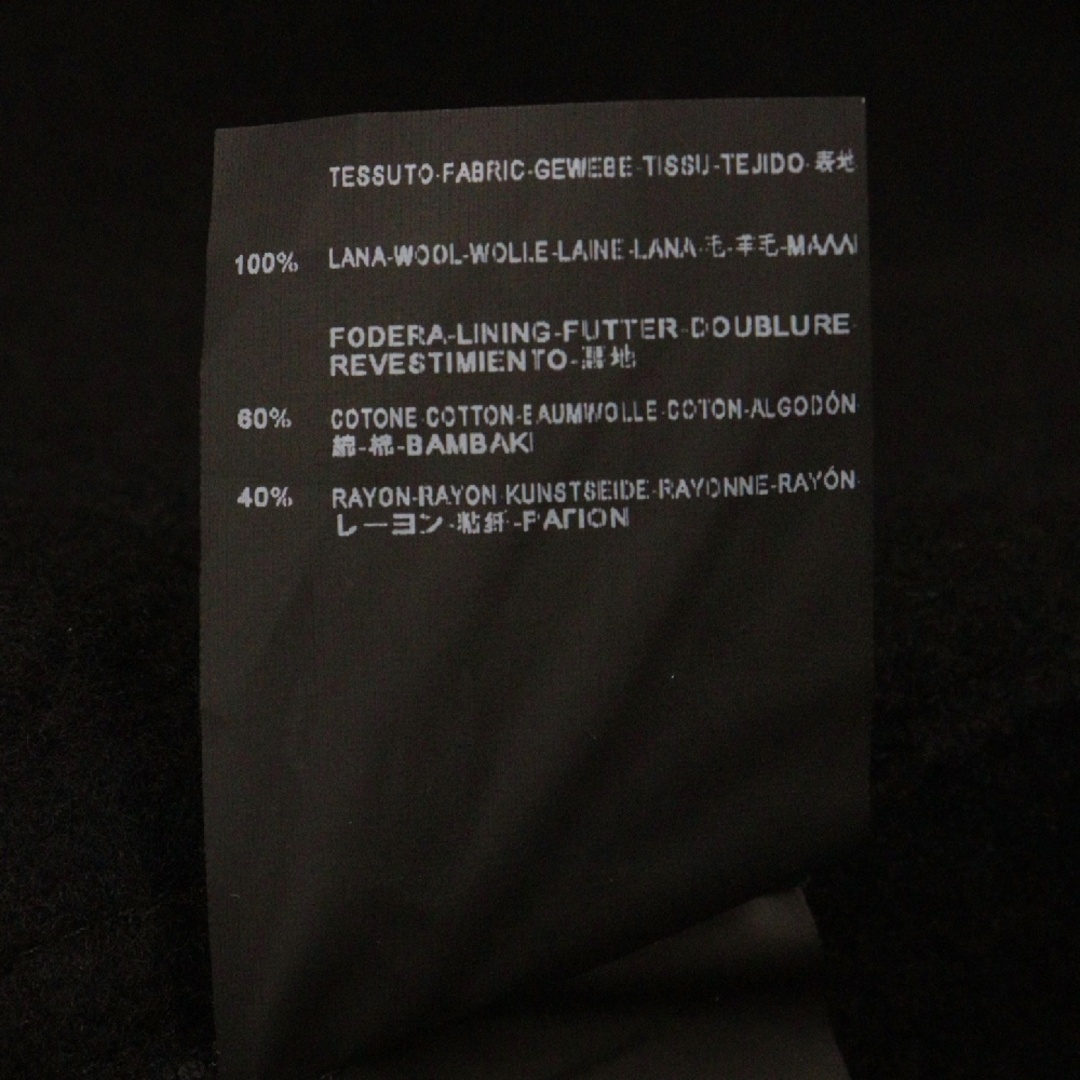 TESSUTO-FABRIC-GEWEBE-TISSU-TEJIDO-表地
100% LANA-WOOL-WOLLE-LAINE-LANA-毛-羊毛-ΜΑΛΛΙ
FODERA-LINING-FUTTER-DOUBLURE
REVESTIMIENTO-裏地
60% COTONE-COTTON-BAUMWOLLE-COTON-ALGODÓN
綿-棉-BAMBAKI
40% RAYON-RAYON-KUNSTSEIDE-RAYONNE-RAYÓN
レーヨン-粘纤-ΡΑΓΙΟΝ